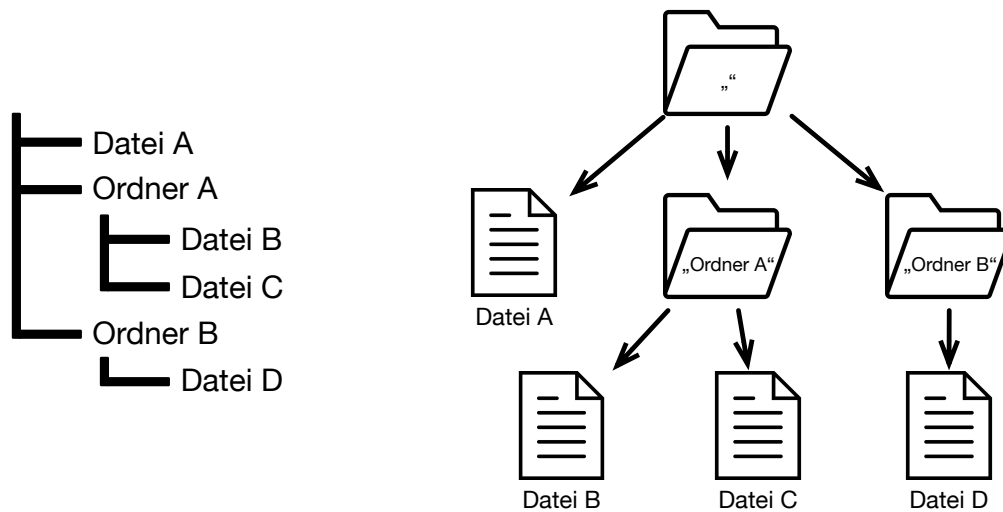 Datei A
Ordner A
Datei B
Datei C
Ordner B
Datei D
„“
Datei A
„Ordner A“
„Ordner B“
Datei B
Datei C
Datei D